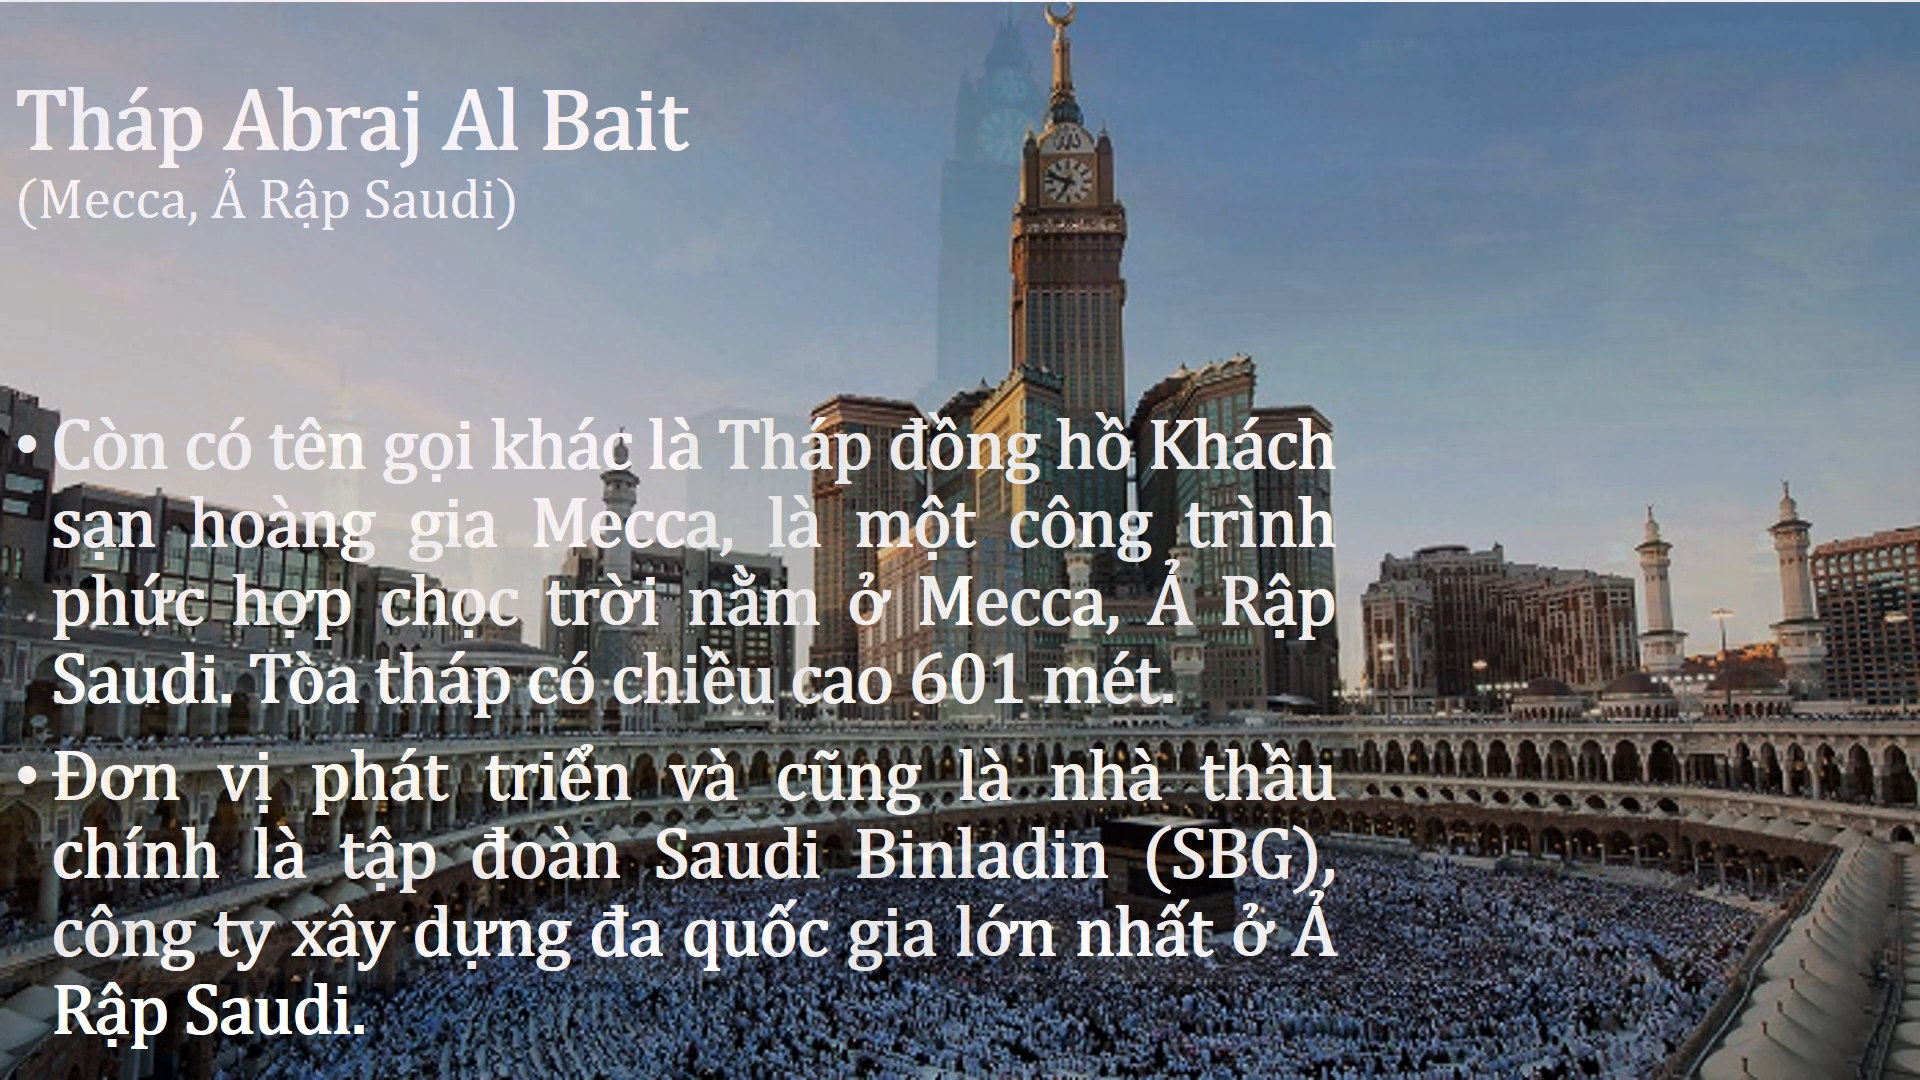 Tháp Abraj Al Bait
(Mecca, Ả Rập Saudi)
• Còn có tên gọi khác là Tháp đồng hồ Khách
sạn hoàng gia Mecca, là một công trình
phức hợp chọc trời nằm ở Mecca, Ả Rập
Saudi. Tòa tháp có chiều cao 601 mét.
• Đơn vị phát triển và cũng là nhà thầu
chính là tập đoàn Saudi Binladin (SBG),
công ty xây dựng đa quốc gia lớn nhất ở Ả
Rập Saudi.